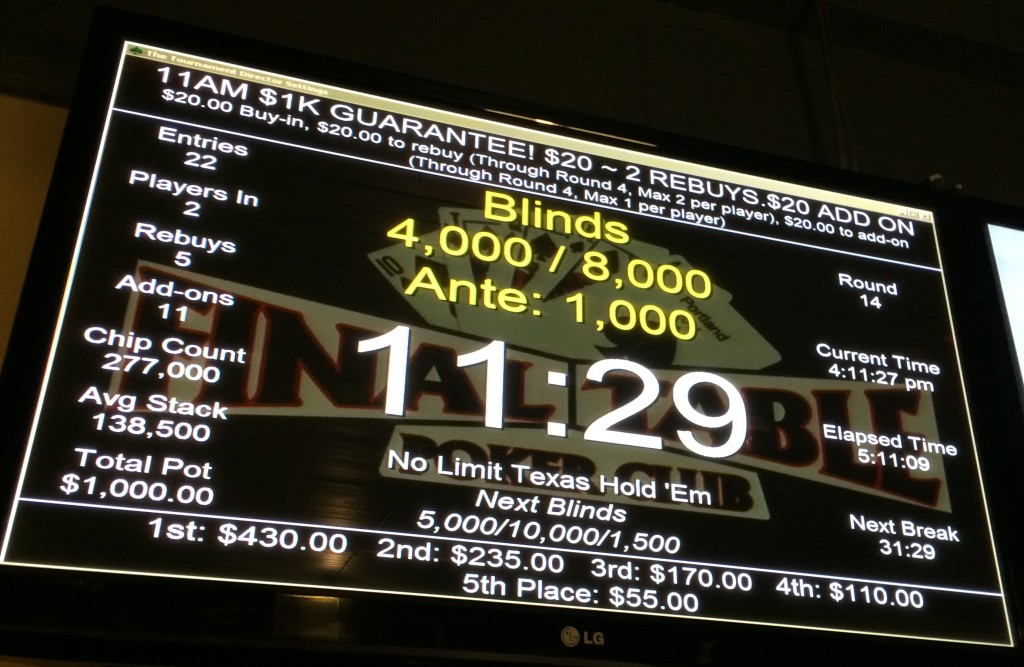 The Tournament Director Settings
11AM $1K GUARANTEE! $20 ~ 2 REBUYS.$20 ADD ON
$20.00 Buy-in, $20.00 to rebuy (Through Round 4, Max 2 per player), $20.00 to add-on
(Through Round 4, Max 1 per player)
Entries
22
Players In
2
Rebuys
5
Add-ons
11
Chip Count
277,000
Avg Stack
138,500
Total Pot
$1,000.00
Blinds
4,000 / 8,000
Ante: 1,000
11:29
No Limit Texas Hold 'Em
Next Blinds
5,000/10,000/1,500
Portland
FINAL TABLE
POKER CLUB
Round
14
Current Time
4:11:27 pm
Elapsed Time
5:11:09
Next Break
31:29
1st: $430.00 2nd: $235.00 3rd: $170.00 4th: $110.00
5th Place: $55.00
LG